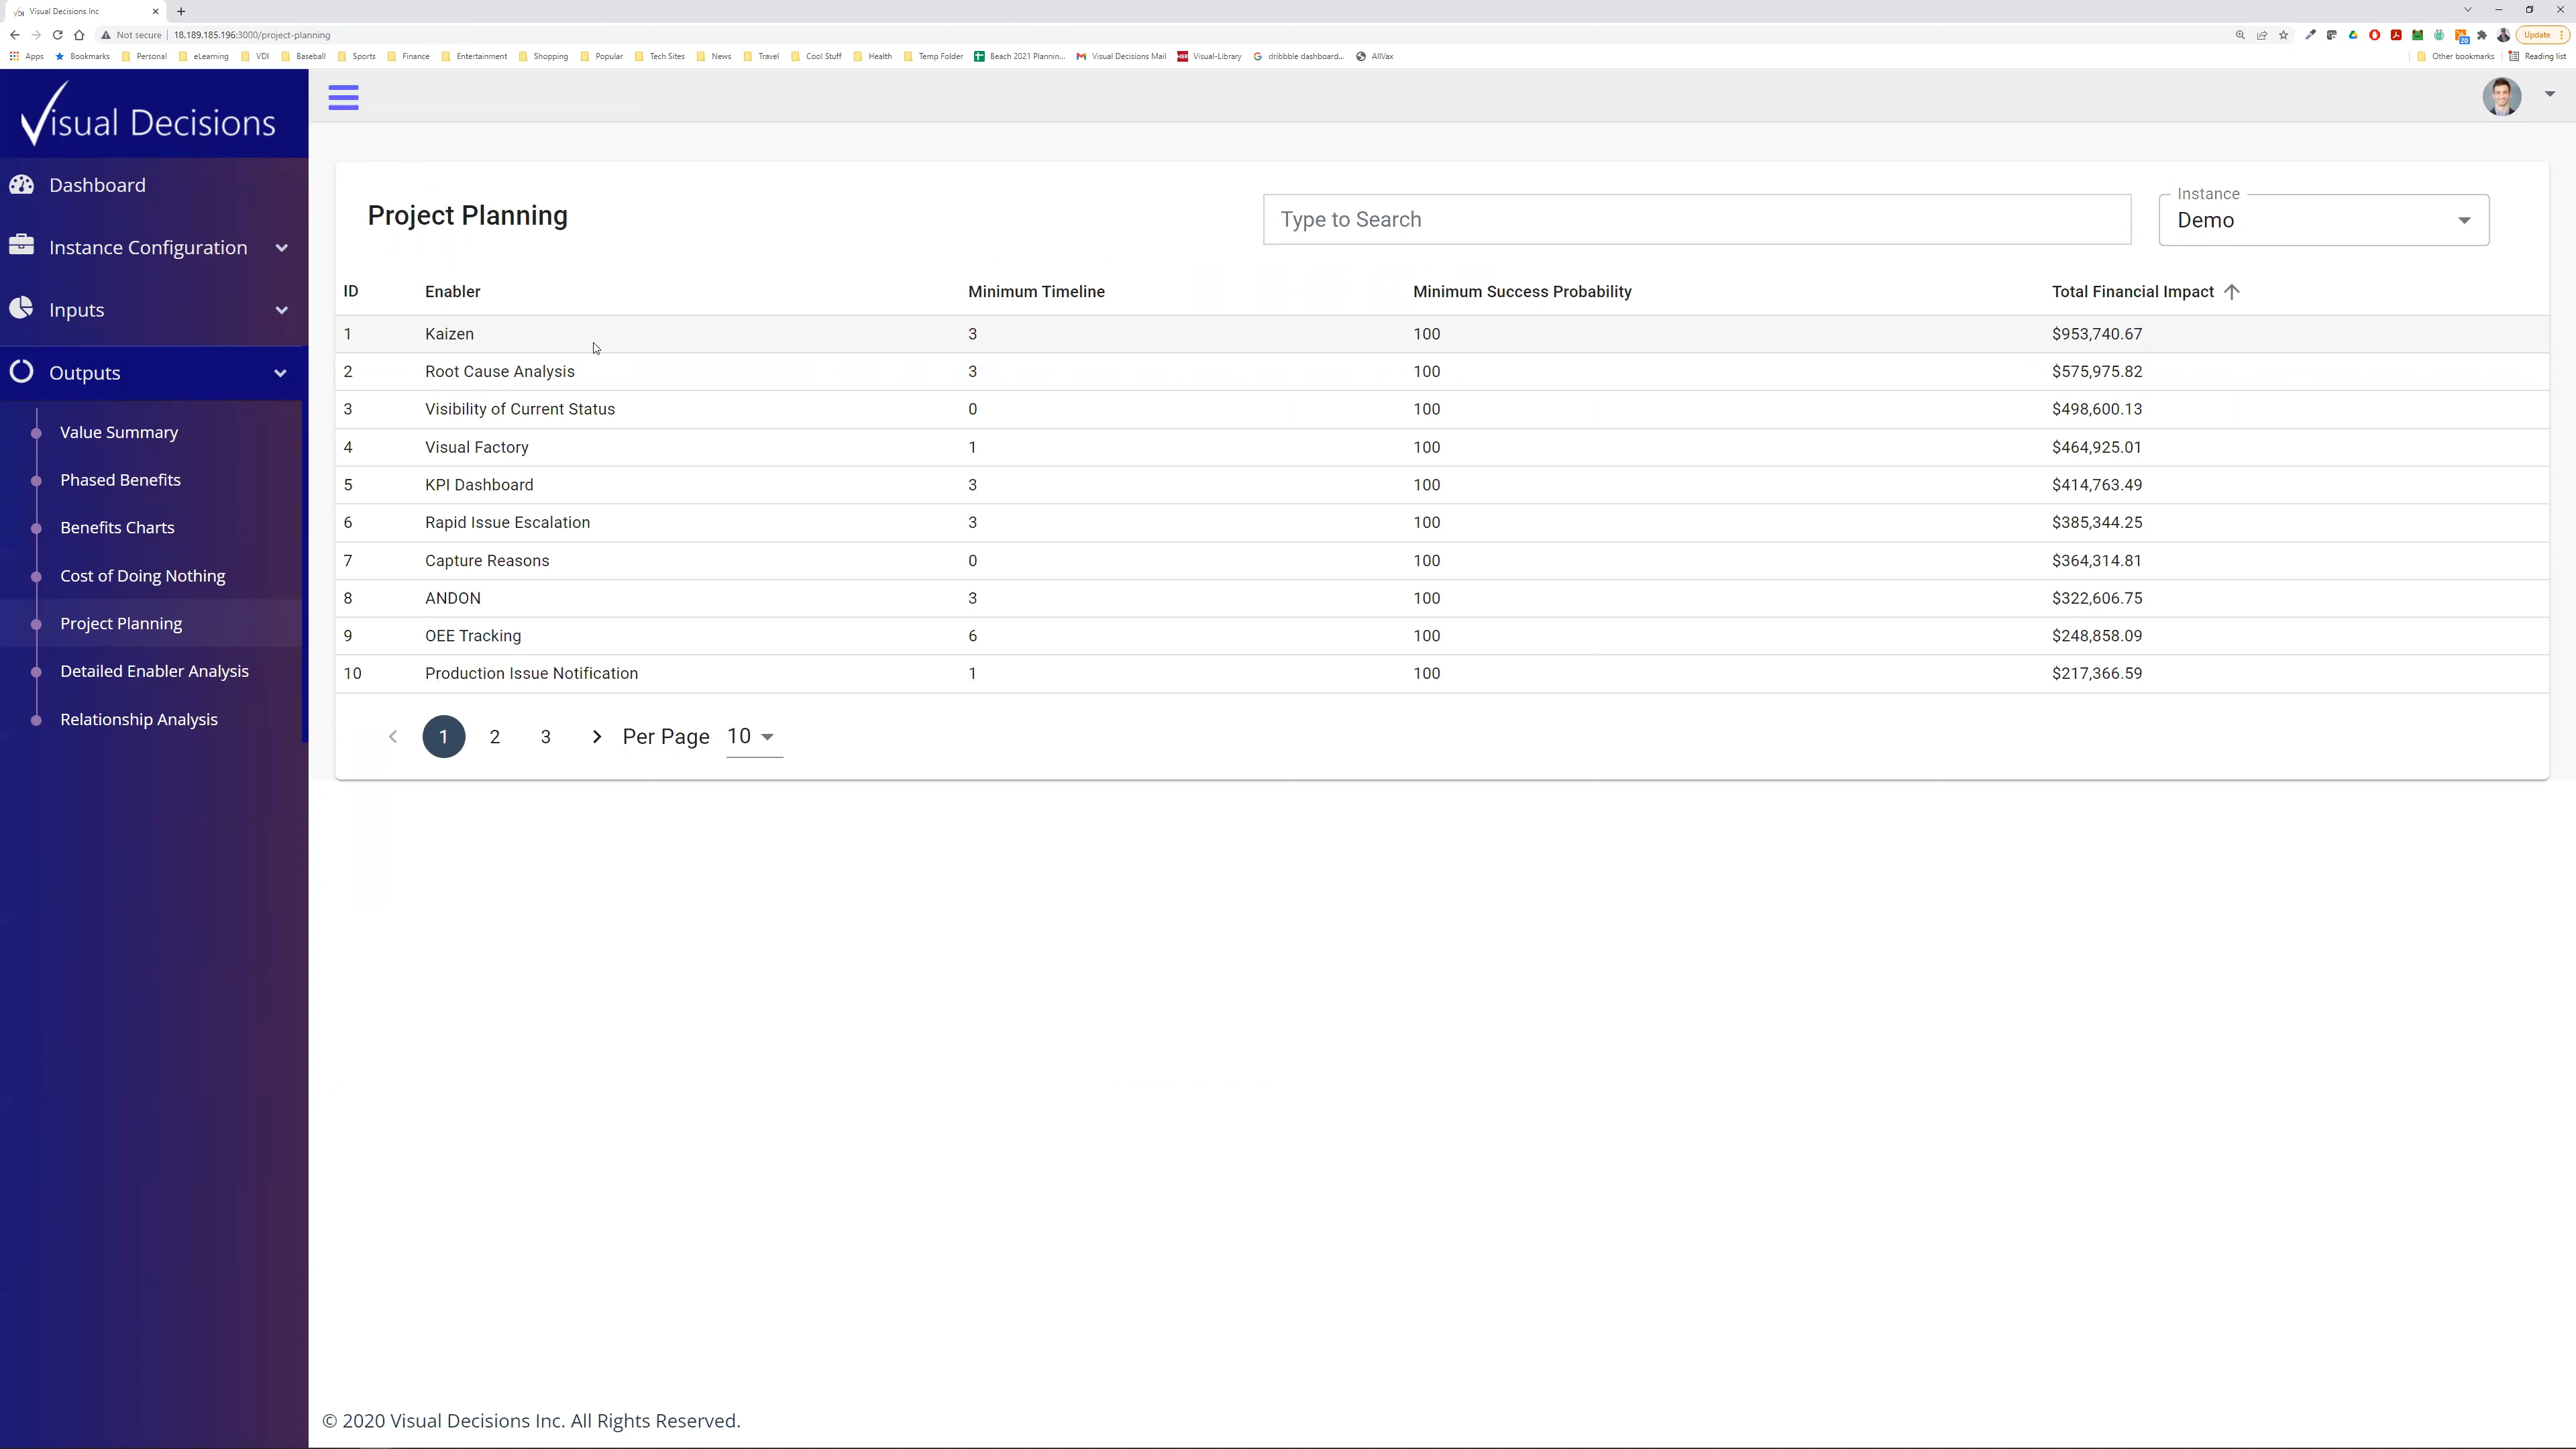 Visual Decisions Inc
Not secure 18.189.185.196:3000/project-planning Update
Apps Bookmarks Personal eLearning VDI Baseball Sports Finance Entertainment Shopping Popular Tech Sites News Travel Cool Stuff Health Temp Folder Beach 2021 Plannin... Visual Decisions Mail Visual-Library dribbble dashboard... AllVax Other bookmarks Reading list
Visual Decisions
Dashboard
Instance Configuration
Inputs
Outputs
Value Summary
Phased Benefits
Benefits Charts
Cost of Doing Nothing
Project Planning
Detailed Enabler Analysis
Relationship Analysis
Project Planning
Type to Search
Instance
Demo
ID Enabler Minimum Timeline Minimum Success Probability Total Financial Impact
1 Kaizen 3 100 $953,740.67
2 Root Cause Analysis 3 100 $575,975.82
3 Visibility of Current Status 0 100 $498,600.13
4 Visual Factory 1 100 $464,925.01
5 KPI Dashboard 3 100 $414,763.49
6 Rapid Issue Escalation 3 100 $385,344.25
7 Capture Reasons 0 100 $364,314.81
8 ANDON 3 100 $322,606.75
9 OEE Tracking 6 100 $248,858.09
10 Production Issue Notification 1 100 $217,366.59
1 2 3 Per Page 10
© 2020 Visual Decisions Inc. All Rights Reserved.